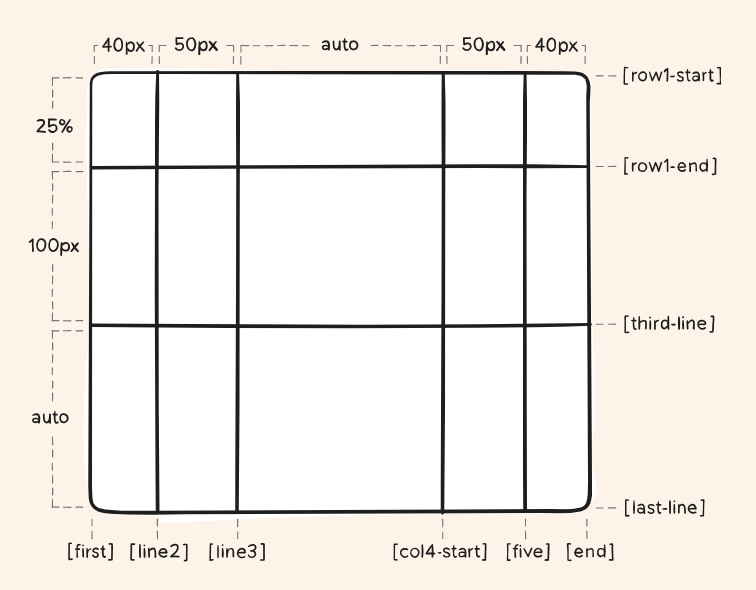 40px 50px auto 50px 40px
[row1-start]
25%
[row1-end]
100px
[third-line]
auto
[last-line]
[first] [line2] [line3] [col4-start] [five] [end]